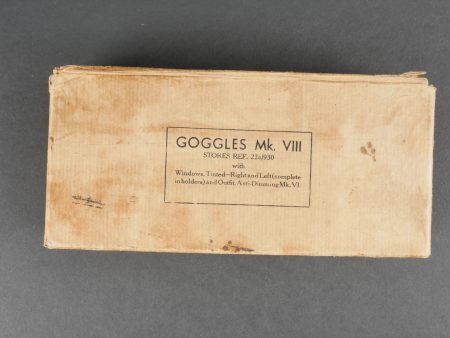 GOGGLES Mk. VIII
STORES REF. 22c/930
with
Windows, Tinted—Right and Left (complete
in holders) and Outfit, Anti-Dimming Mk. VI.